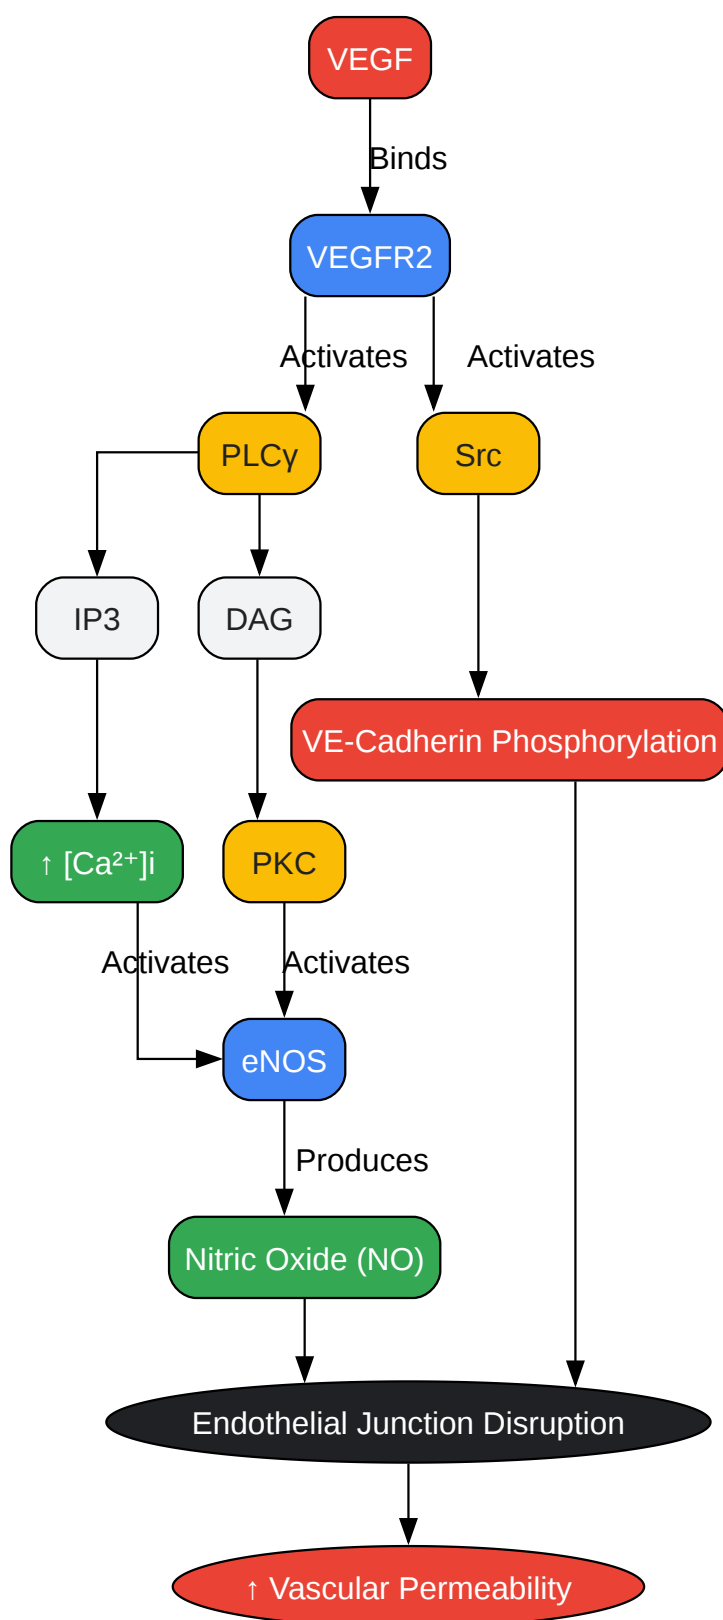 VEGF
Binds
VEGFR2
Activates
Activates
PLCγ
Src
IP3
DAG
VE-Cadherin Phosphorylation
↑ [Ca²⁺]i
PKC
Activates
Activates
eNOS
Produces
Nitric Oxide (NO)
Endothelial Junction Disruption
↑ Vascular Permeability